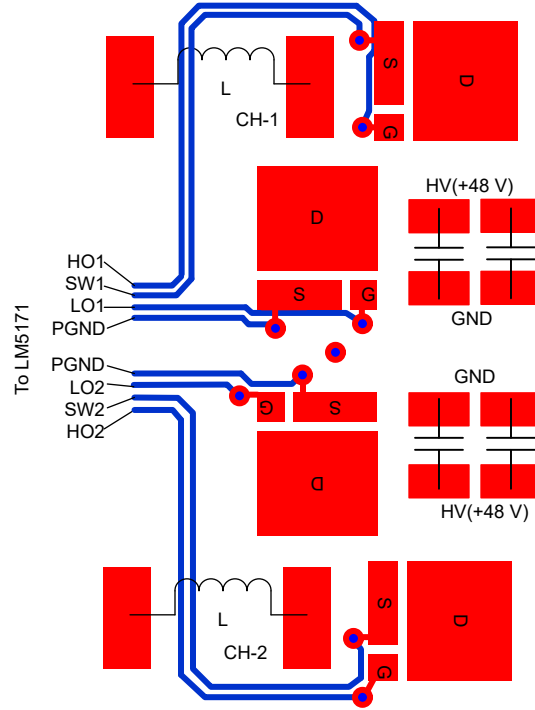 S
D
L
CH-1
G
HV(+48 V)
D
HO1
SW1
S
G
LO1
PGND
GND
To LM5171
PGND
GND
LO2
SW2
G
S
HO2
D
HV(+48 V)
S
L
D
CH-2
G